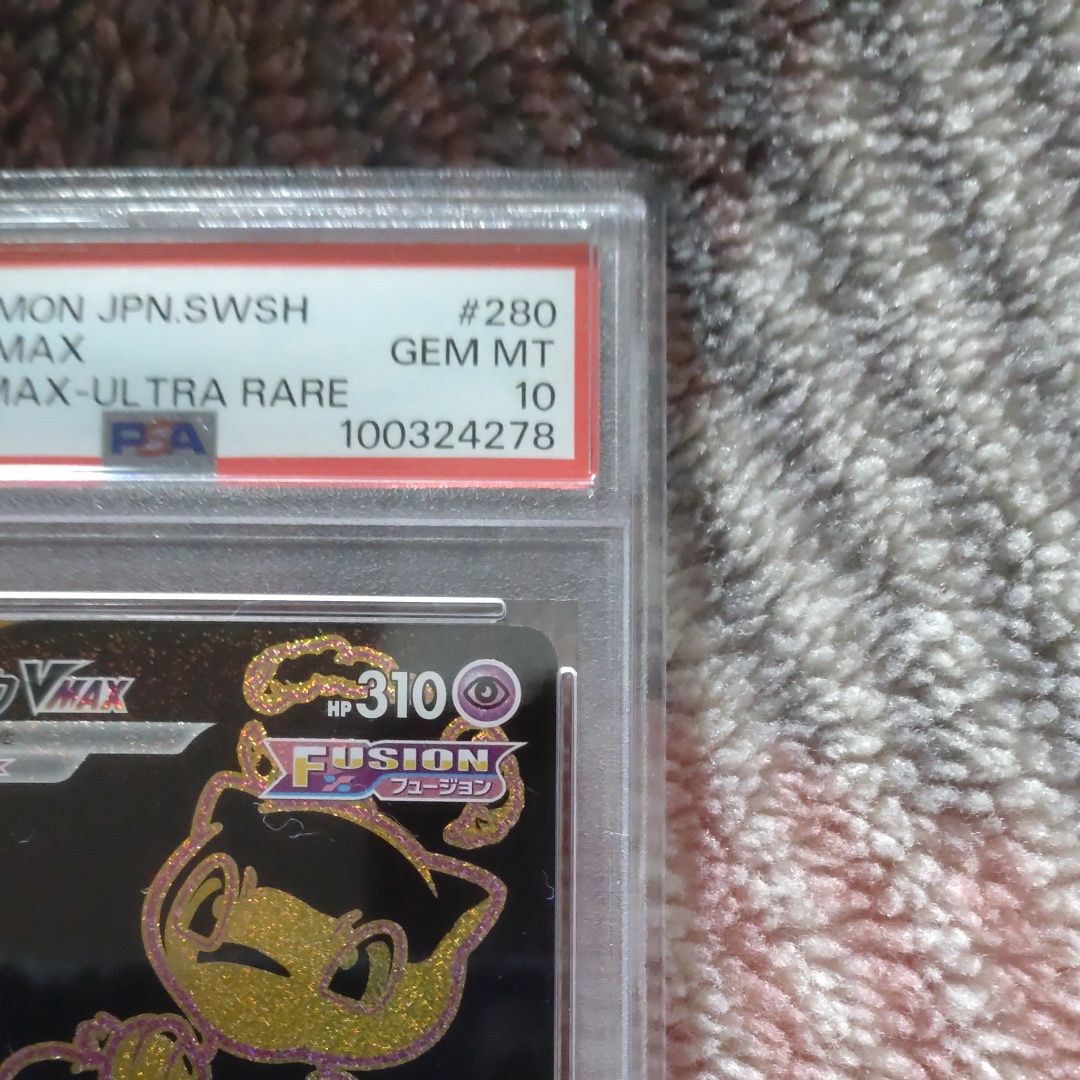 MON JPN.SWSH #280
MAX GEM MT
MAX-ULTRA RARE 10
PSA 100324278
VMAX HP 310
FUSION
フュージョン